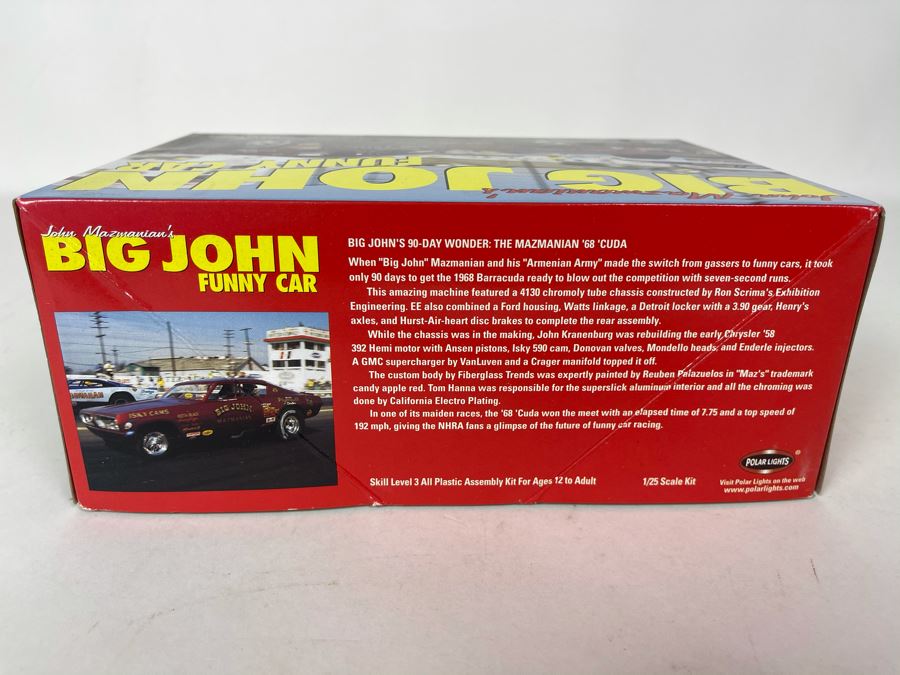 BIG JOHN
FUNNY CAR
John Mazmanian's
John Mazmanian's
BIG JOHN
FUNNY CAR
ISKY CAMS
BIG JOHN
MAZMANIAN
BIG JOHN'S 90-DAY WONDER: THE MAZMANIAN '68 'CUDA
When "Big John" Mazmanian and his "Armenian Army" made the switch from gassers to funny cars, it took
only 90 days to get the 1968 Barracuda ready to blow out the competition with seven-second runs.
This amazing machine featured a 4130 chromoly tube chassis constructed by Ron Scrima's Exhibition
Engineering. EE also combined a Ford housing, Watts linkage, a Detroit locker with a 3.90 gear, Henry's
axles, and Hurst-Air-heart disc brakes to complete the rear assembly.
While the chassis was in the making, John Kranenburg was rebuilding the early Chrysler '58
392 Hemi motor with Ansen pistons, Isky 590 cam, Donovan valves, Mondello heads, and Enderle injectors.
A GMC supercharger by VanLuven and a Crager manifold topped it off.
The custom body by Fiberglass Trends was expertly painted by Reuben Palazuelos in "Maz's" trademark
candy apple red. Tom Hanna was responsible for the superslick aluminum interior and all the chroming was
done by California Electro Plating.
In one of its maiden races, the '68 'Cuda won the meet with an elapsed time of 7.75 and a top speed of
192 mph, giving the NHRA fans a glimpse of the future of funny car racing.
Skill Level 3 All Plastic Assembly Kit For Ages 12 to Adult
1/25 Scale Kit
POLAR LIGHTS ®
Visit Polar Lights on the web
www.polarlights.com